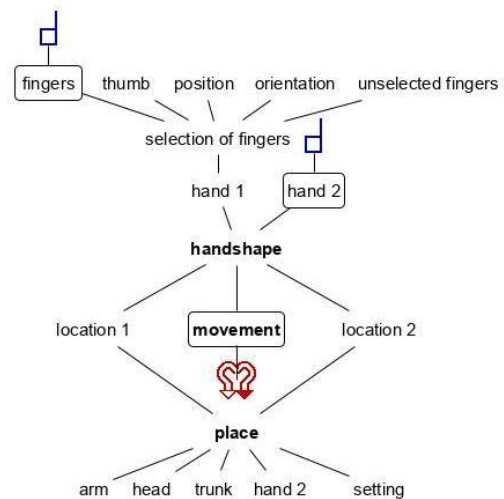 fingers thumb position orientation unselected fingers
selection of fingers
hand 1 hand 2
handshape
location 1 movement location 2
place
arm head trunk hand 2 setting